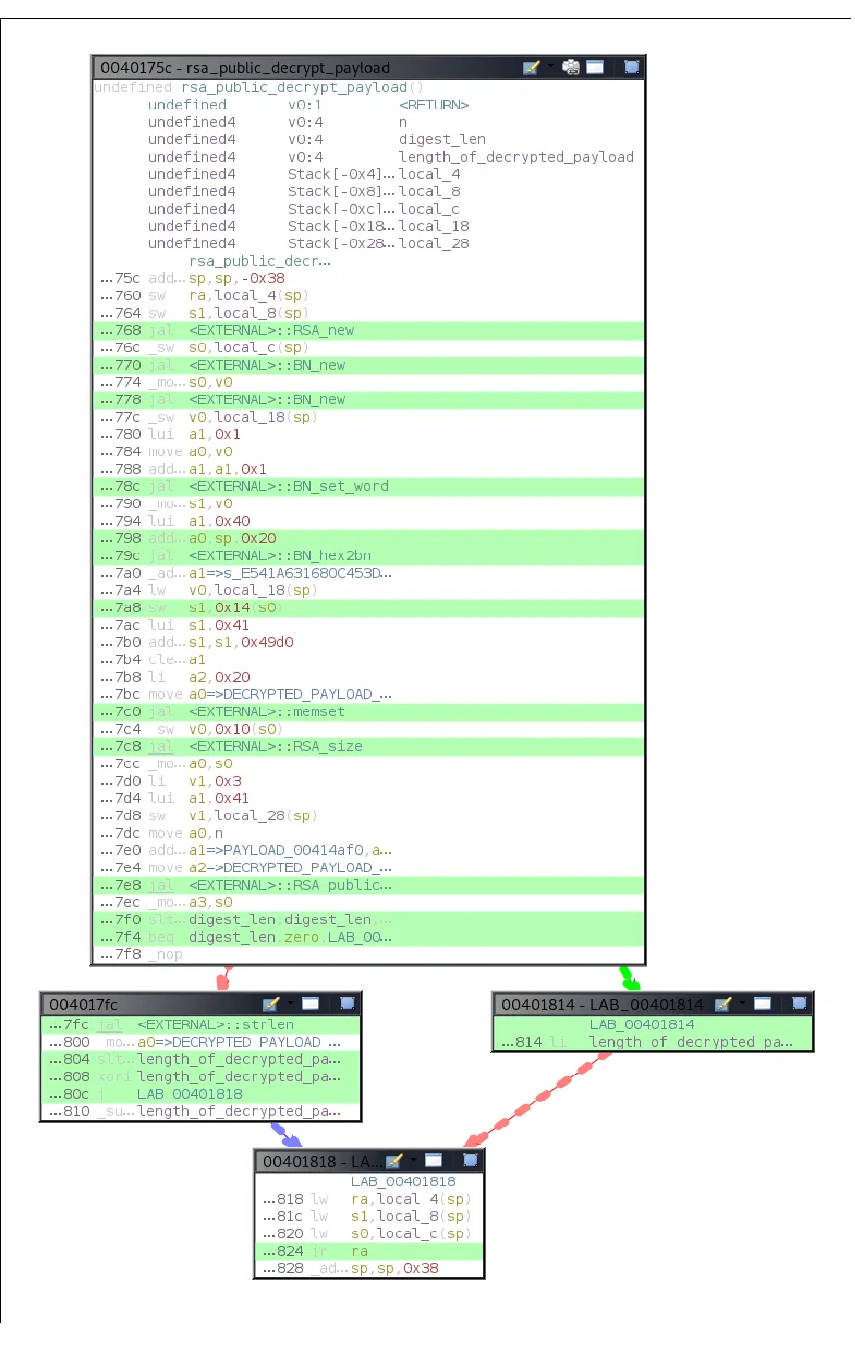 0040175c - rsa_public_decrypt_payload
undefined rsa_public_decrypt_payload()
undefined v0:1 <RETURN>
undefined4 v0:4 n
undefined4 v0:4 digest_len
undefined4 v0:4 length_of_decrypted_payload
undefined4 Stack[-0x4]... local_4
undefined4 Stack[-0x8]... local_8
undefined4 Stack[-0xc]... local_c
undefined4 Stack[-0x18... local_18
undefined4 Stack[-0x28... local_28
rsa_public_decr...
...75c add... sp,sp,-0x38
...760 sw ra,local_4(sp)
...764 sw s1,local_8(sp)
...768 jal <EXTERNAL>::RSA_new
...76c _sw s0,local_c(sp)
...770 jal <EXTERNAL>::BN_new
...774 _mo... s0,v0
...778 jal <EXTERNAL>::BN_new
...77c _sw v0,local_18(sp)
...780 lui a1,0x1
...784 move a0,v0
...788 add... a1,a1,0x1
...78c jal <EXTERNAL>::BN_set_word
...790 _mo... s1,v0
...794 lui a1,0x40
...798 add... a0,sp,0x20
...79c jal <EXTERNAL>::BN_hex2bn
...7a0 _ad... a1=>s_E541A631680C453D...
...7a4 lw v0,local_18(sp)
...7a8 sw s1,0x14(s0)
...7ac lui s1,0x41
...7b0 add... s1,s1,0x49d0
...7b4 cle... a1
...7b8 li a2,0x20
...7bc move a0=>DECRYPTED_PAYLOAD_...
...7c0 jal <EXTERNAL>::memset
...7c4 _sw v0,0x10(s0)
...7c8 jal <EXTERNAL>::RSA_size
...7cc _mo... a0,s0
...7d0 li v1,0x3
...7d4 lui a1,0x41
...7d8 sw v1,local_28(sp)
...7dc move a0,n
...7e0 add... a1=>PAYLOAD_00414af0,a...
...7e4 move a2=>DECRYPTED_PAYLOAD_...
...7e8 jal <EXTERNAL>::RSA_public...
...7ec _mo... a3,s0
...7f0 slt... digest_len,digest_len,...
...7f4 beq digest_len,zero,LAB_00...
...7f8 _nop
004017fc
...7fc jal <EXTERNAL>::strlen
...800 _mo... a0=>DECRYPTED_PAYLOAD_...
...804 slt... length_of_decrypted_pa...
...808 xori length_of_decrypted_pa...
...80c j LAB_00401818
...810 _su... length_of_decrypted_pa...
00401814 - LAB_00401814
LAB_00401814
...814 li length_of_decrypted_pa...
00401818 - LA...
LAB_00401818
...818 lw ra,local_4(sp)
...81c lw s1,local_8(sp)
...820 lw s0,local_c(sp)
...824 jr ra
...828 _ad... sp,sp,0x38